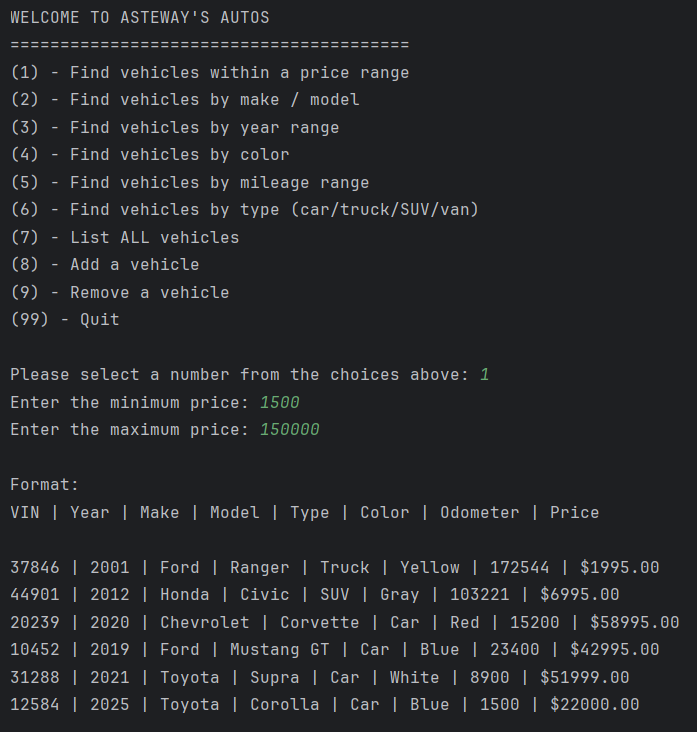 WELCOME TO ASTEWAY'S AUTOS
========================================
(1) - Find vehicles within a price range
(2) - Find vehicles by make / model
(3) - Find vehicles by year range
(4) - Find vehicles by color
(5) - Find vehicles by mileage range
(6) - Find vehicles by type (car/truck/SUV/van)
(7) - List ALL vehicles
(8) - Add a vehicle
(9) - Remove a vehicle
(99) - Quit
Please select a number from the choices above: 1
Enter the minimum price: 1500
Enter the maximum price: 150000
Format:
VIN | Year | Make | Model | Type | Color | Odometer | Price
37846 | 2001 | Ford | Ranger | Truck | Yellow | 172544 | $1995.00
44901 | 2012 | Honda | Civic | SUV | Gray | 103221 | $6995.00
20239 | 2020 | Chevrolet | Corvette | Car | Red | 15200 | $58995.00
10452 | 2019 | Ford | Mustang GT | Car | Blue | 23400 | $42995.00
31288 | 2021 | Toyota | Supra | Car | White | 8900 | $51999.00
12584 | 2025 | Toyota | Corolla | Car | Blue | 1500 | $22000.00